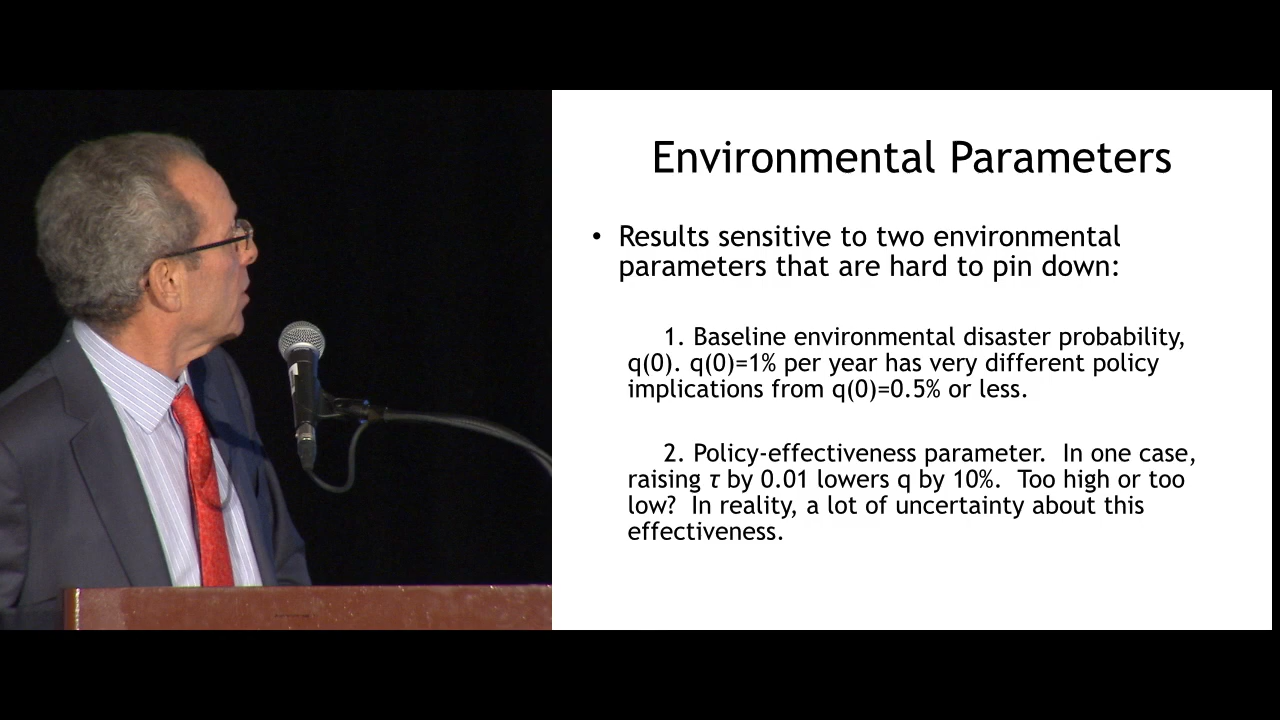 Environmental Parameters
• Results sensitive to two environmental
parameters that are hard to pin down:
1. Baseline environmental disaster probability,
q(0). q(0)=1% per year has very different policy
implications from q(0)=0.5% or less.
2. Policy-effectiveness parameter.  In one case,
raising τ by 0.01 lowers q by 10%.  Too high or too
low?  In reality, a lot of uncertainty about this
effectiveness.